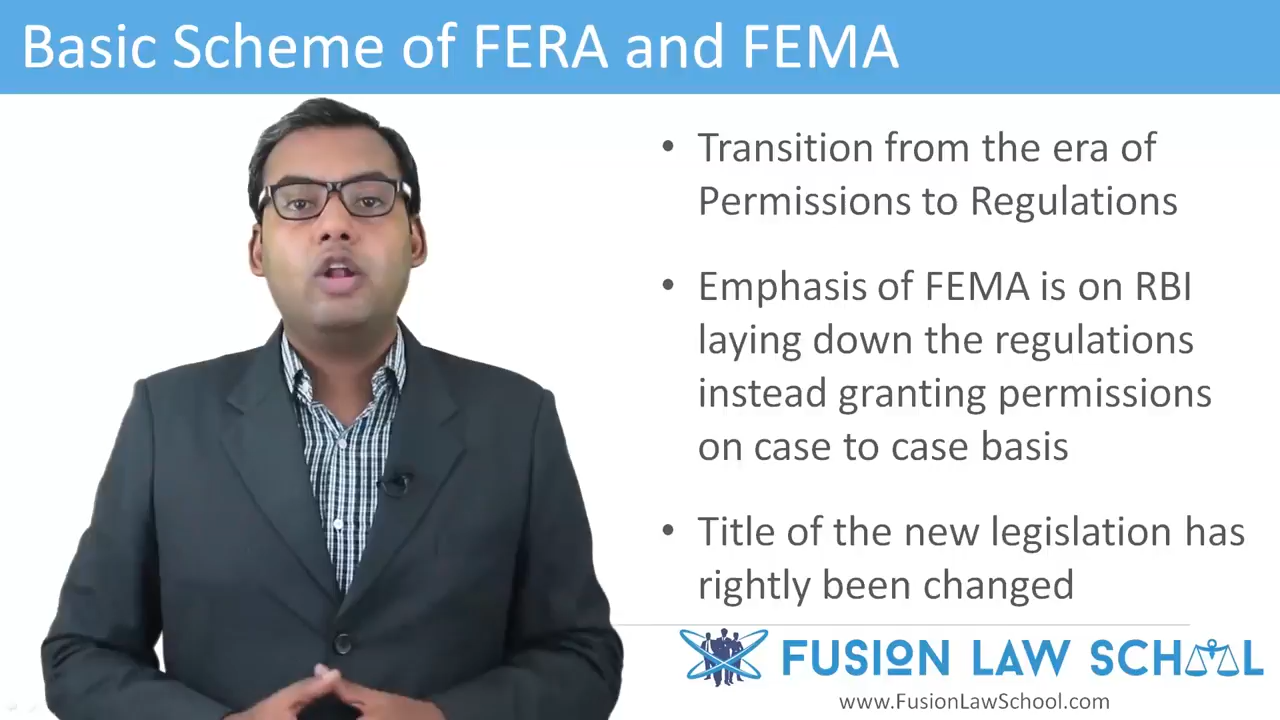 Basic Scheme of FERA and FEMA
• Transition from the era of
Permissions to Regulations
• Emphasis of FEMA is on RBI
laying down the regulations
instead granting permissions
on case to case basis
• Title of the new legislation has
rightly been changed
FUSION LAW SCHOOL
www.FusionLawSchool.com